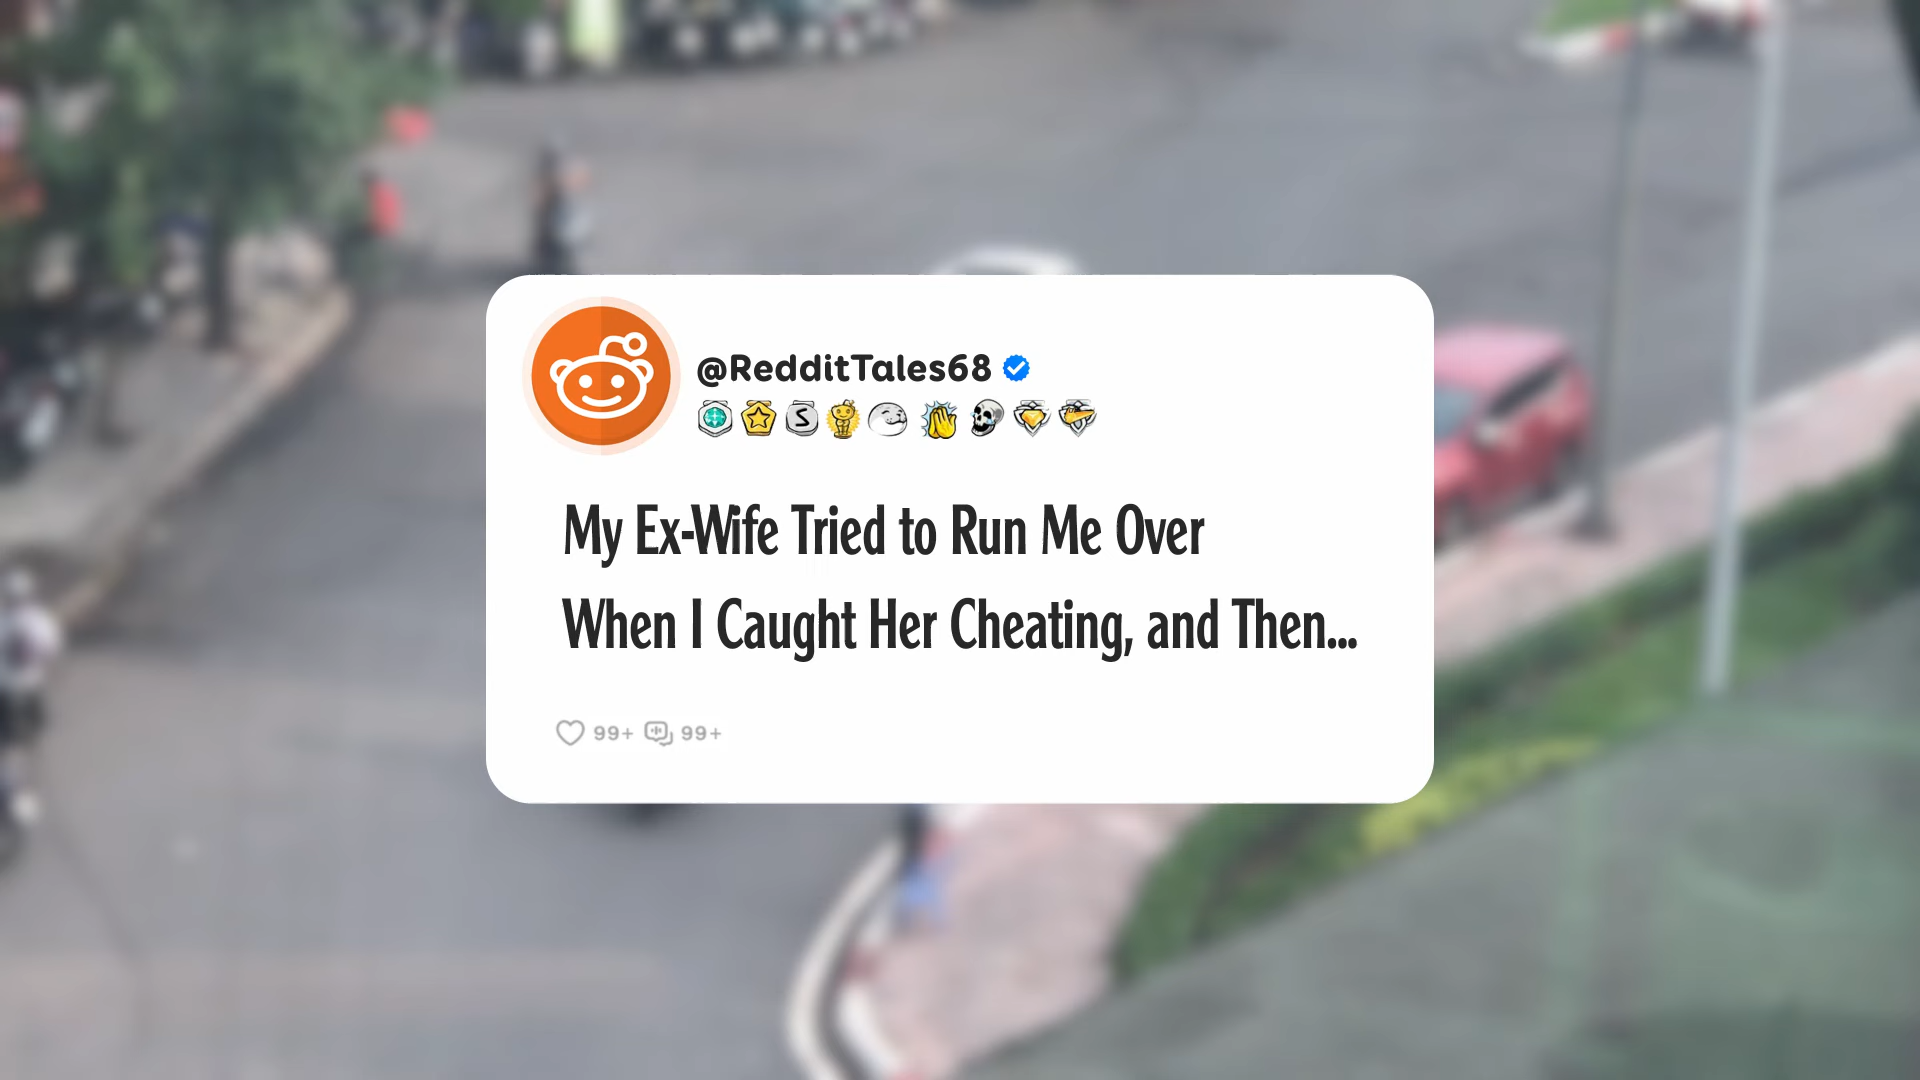 @RedditTales68
My Ex-Wife Tried to Run Me Over
When I Caught Her Cheating, and Then...
99+ 99+